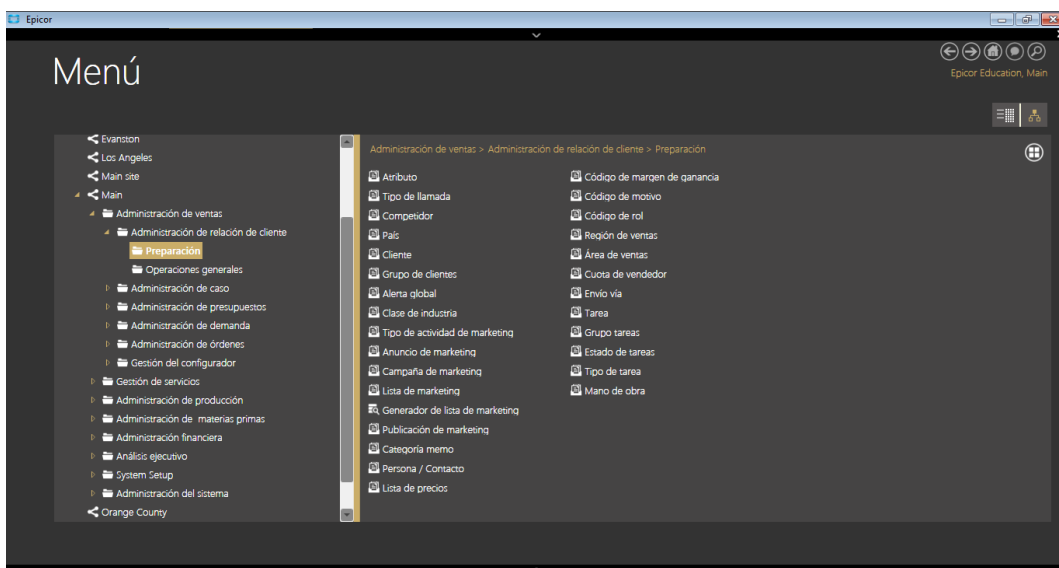 Epicor
Menú
Epicor Education, Main
Evanston
Los Angeles
Main site
Main
Administración de ventas
Administración de relación de cliente
Preparación
Operaciones generales
Administración de caso
Administración de presupuestos
Administración de demanda
Administración de órdenes
Gestión del configurador
Gestión de servicios
Administración de producción
Administración de materias primas
Administración financiera
Análisis ejecutivo
System Setup
Administración del sistema
Orange County
Administración de ventas > Administración de relación de cliente > Preparación
Atributo
Tipo de llamada
Competidor
País
Cliente
Grupo de clientes
Alerta global
Clase de industria
Tipo de actividad de marketing
Anuncio de marketing
Campaña de marketing
Lista de marketing
Generador de lista de marketing
Publicación de marketing
Categoría memo
Persona / Contacto
Lista de precios
Código de margen de ganancia
Código de motivo
Código de rol
Región de ventas
Área de ventas
Cuota de vendedor
Envío vía
Tarea
Grupo tareas
Estado de tareas
Tipo de tarea
Mano de obra